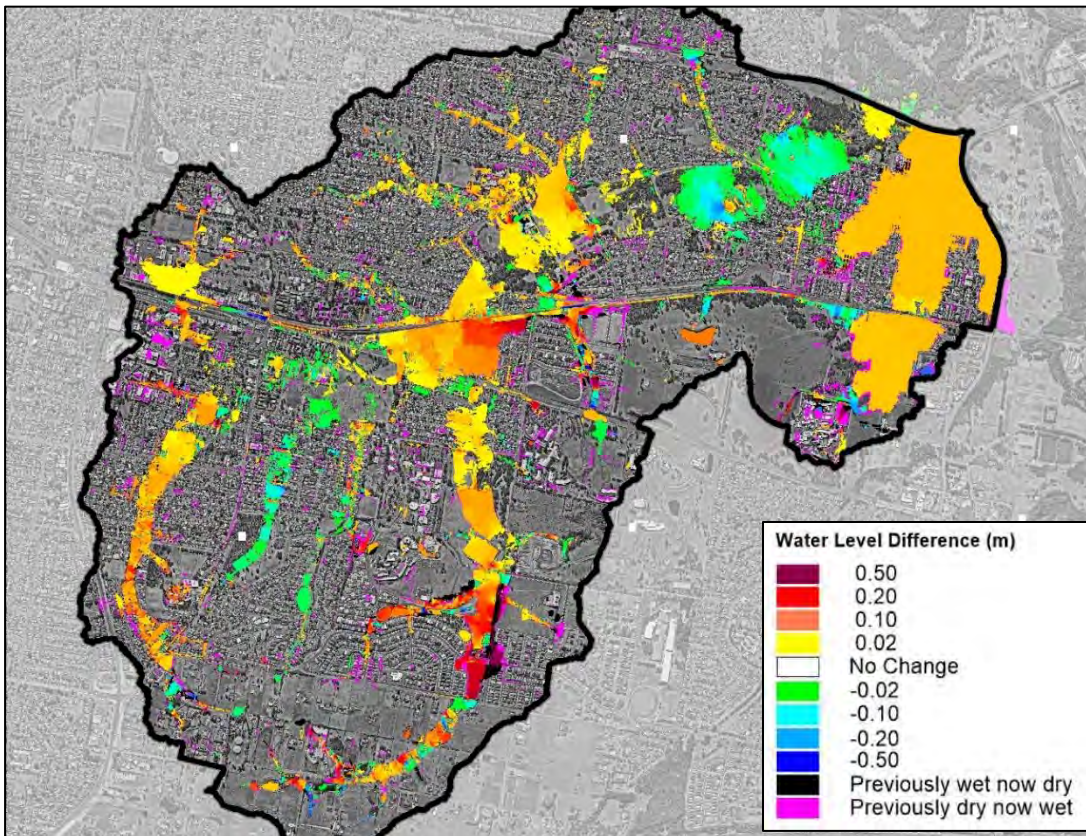 Water Level Difference (m)
0.50
0.20
0.10
0.02
No Change
-0.02
-0.10
-0.20
-0.50
Previously wet now dry
Previously dry now wet